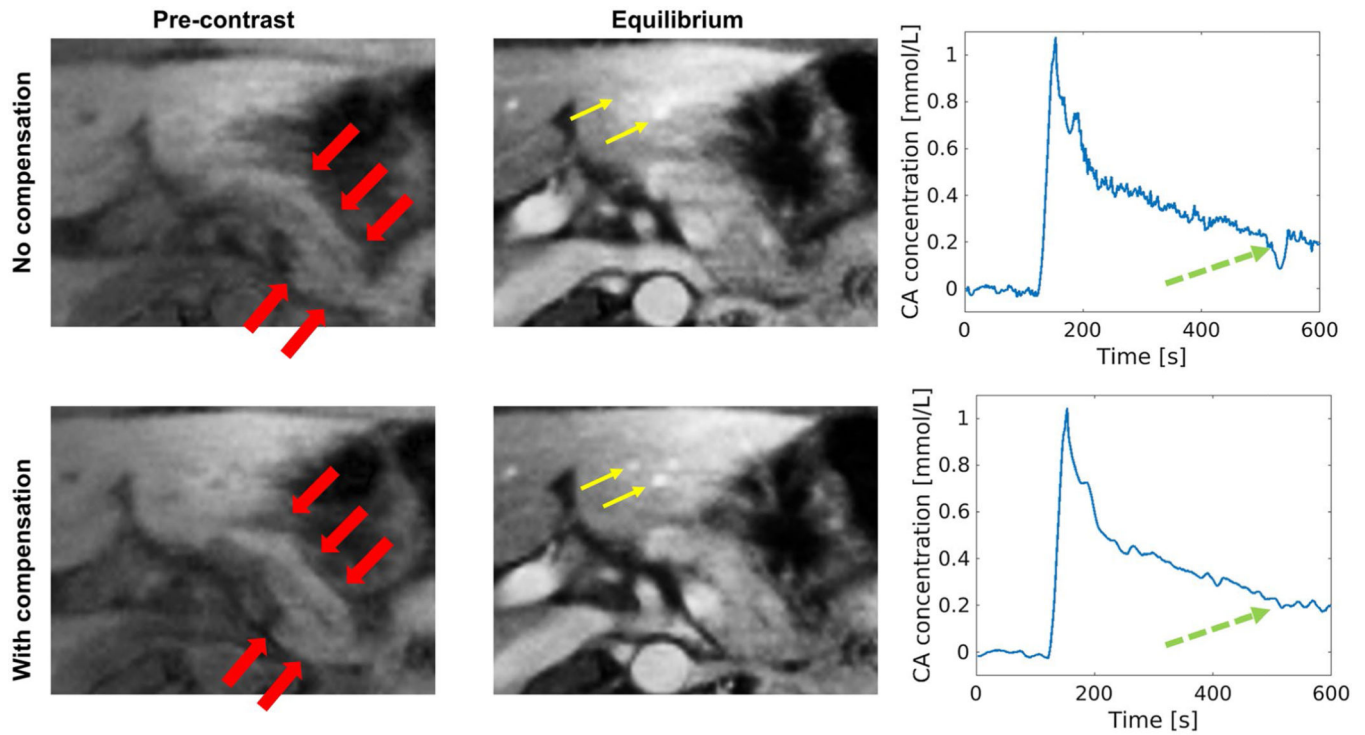 Pre-contrast
Equilibrium
No compensation
CA concentration [mmol/L]
1
0.8
0.6
0.4
0.2
0
0
200
400
600
Time [s]
With compensation
CA concentration [mmol/L]
1
0.8
0.6
0.4
0.2
0
0
200
400
600
Time [s]